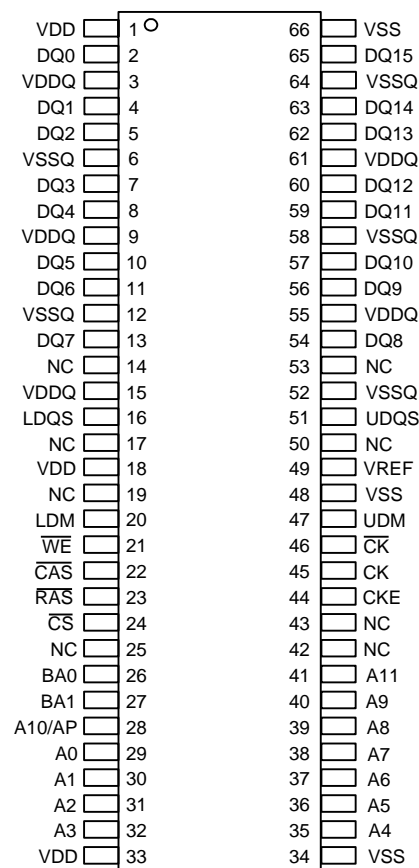 VDD 1 66 VSS
DQ0 2 65 DQ15
VDDQ 3 64 VSSQ
DQ1 4 63 DQ14
DQ2 5 62 DQ13
VSSQ 6 61 VDDQ
DQ3 7 60 DQ12
DQ4 8 59 DQ11
VDDQ 9 58 VSSQ
DQ5 10 57 DQ10
DQ6 11 56 DQ9
VSSQ 12 55 VDDQ
DQ7 13 54 DQ8
NC 14 53 NC
VDDQ 15 52 VSSQ
LDQS 16 51 UDQS
NC 17 50 NC
VDD 18 49 VREF
NC 19 48 VSS
LDM 20 47 UDM
W̅E̅ 21 46 C̅K̅
C̅A̅S̅ 22 45 CK
R̅A̅S̅ 23 44 CKE
C̅S̅ 24 43 NC
NC 25 42 NC
BA0 26 41 A11
BA1 27 40 A9
A10/AP 28 39 A8
A0 29 38 A7
A1 30 37 A6
A2 31 36 A5
A3 32 35 A4
VDD 33 34 VSS